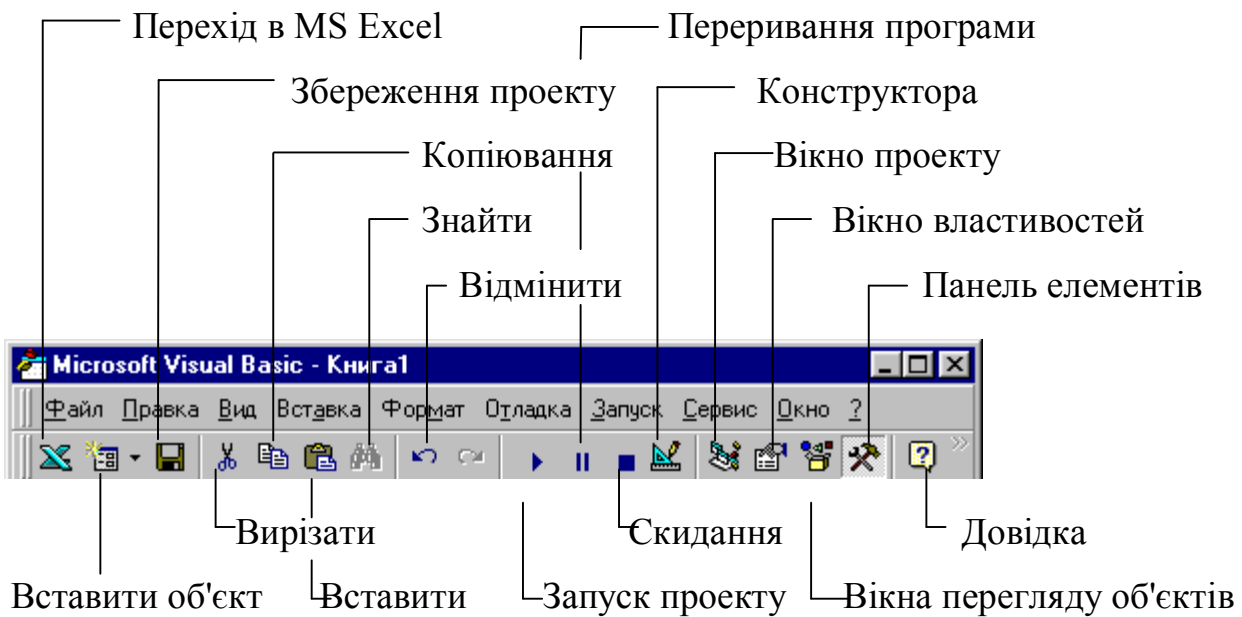 Перехід в MS Excel Переривання програми
Збереження проекту Конструктора
Копіювання Вікно проекту
Знайти Вікно властивостей
Відмінити Панель елементів
Microsoft Visual Basic - Книга1
Файл Правка Вид Вставка Формат Отладка Запуск Сервис Окно ?
Вирізати Скидання Довідка
Вставити об'єкт Вставити Запуск проекту Вікна перегляду об'єктів